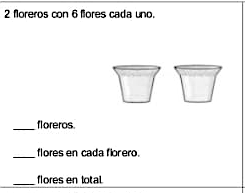 2 floreros con 6 flores cada uno.
____ floreros.
____ flores en cada florero.
____ flores en total.